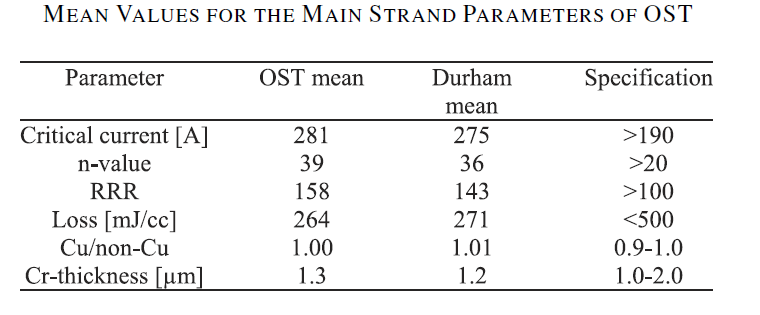 MEAN VALUES FOR THE MAIN STRAND PARAMETERS OF OST
Parameter OST mean Durham mean Specification
Critical current [A] 281 275 >190
n-value 39 36 >20
RRR 158 143 >100
Loss [mJ/cc] 264 271 <500
Cu/non-Cu 1.00 1.01 0.9-1.0
Cr-thickness [µm] 1.3 1.2 1.0-2.0